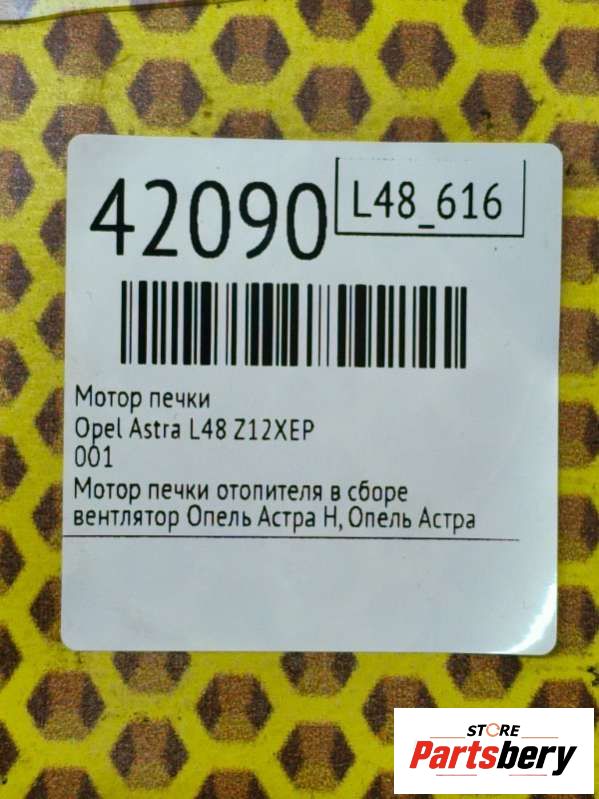 42090
L48_616
Мотор печки
Opel Astra L48 Z12XEP
001
Мотор печки отопителя в сборе
вентлятор Опель Астра Н, Опель Астра
STORE
Partsbery